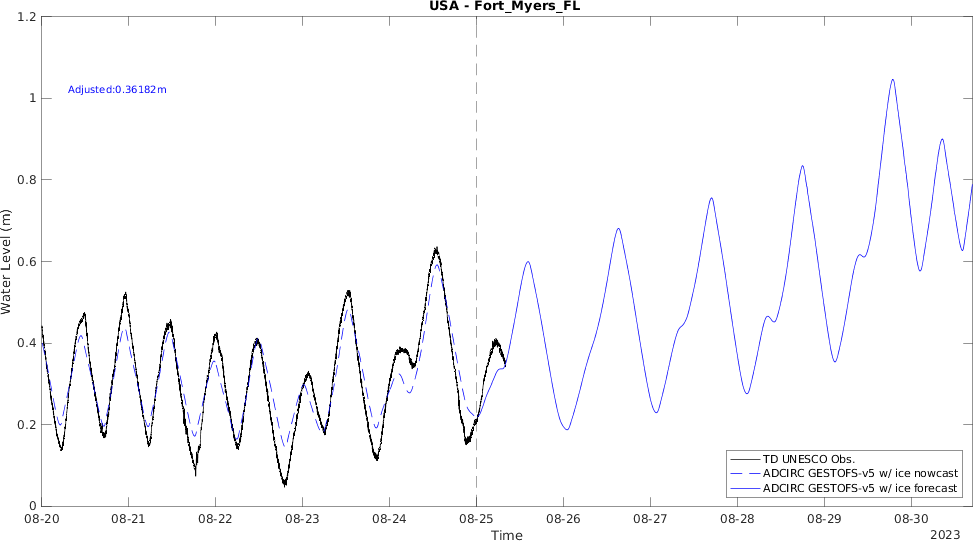 USA - Fort_Myers_FL
1.2
1
0.8
0.6
0.4
0.2
0
Water Level (m)
Adjusted:0.36182m
TD UNESCO Obs.
ADCIRC GESTOFS-v5 w/ ice nowcast
ADCIRC GESTOFS-v5 w/ ice forecast
08-20 08-21 08-22 08-23 08-24 08-25 08-26 08-27 08-28 08-29 08-30
Time
2023